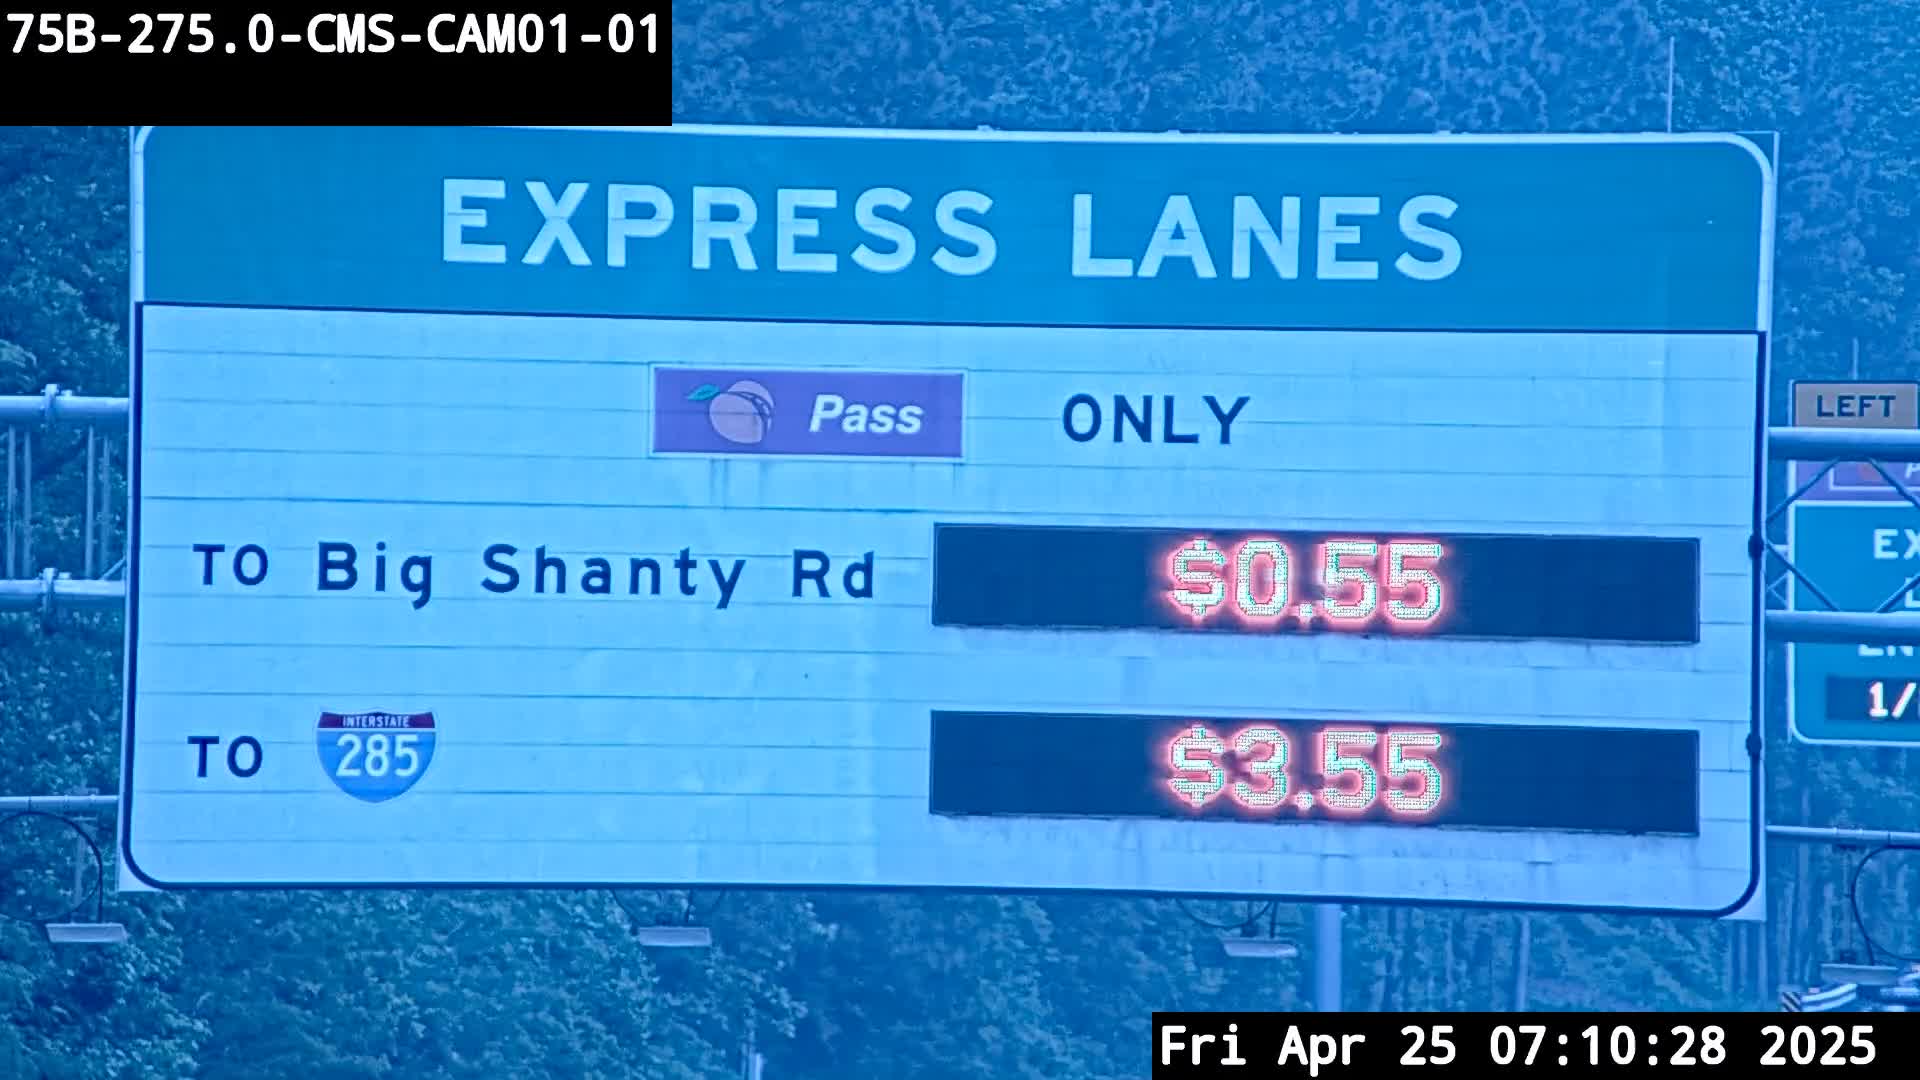 75B-275.0-CMS-CAM01-01
EXPRESS LANES
Pass ONLY
TO Big Shanty Rd $0.55
TO INTERSTATE 285 $3.55
LEFT
Fri Apr 25 07:10:28 2025